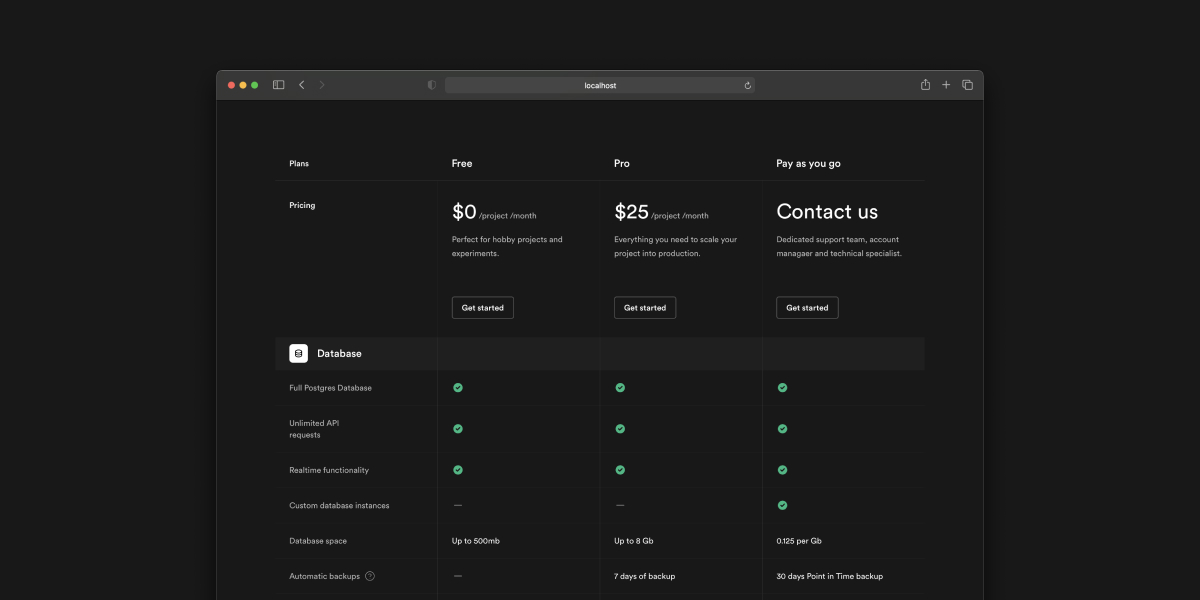 localhost
Plans Free Pro Pay as you go
Pricing $0 /project /month $25 /project /month Contact us
Perfect for hobby projects and Everything you need to scale your Dedicated support team, account
experiments. project into production. managaer and technical specialist.
Get started Get started Get started
Database
Full Postgres Database
Unlimited API
requests
Realtime functionality
Custom database instances — —
Database space Up to 500mb Up to 8 Gb 0.125 per Gb
Automatic backups ? — 7 days of backup 30 days Point in Time backup